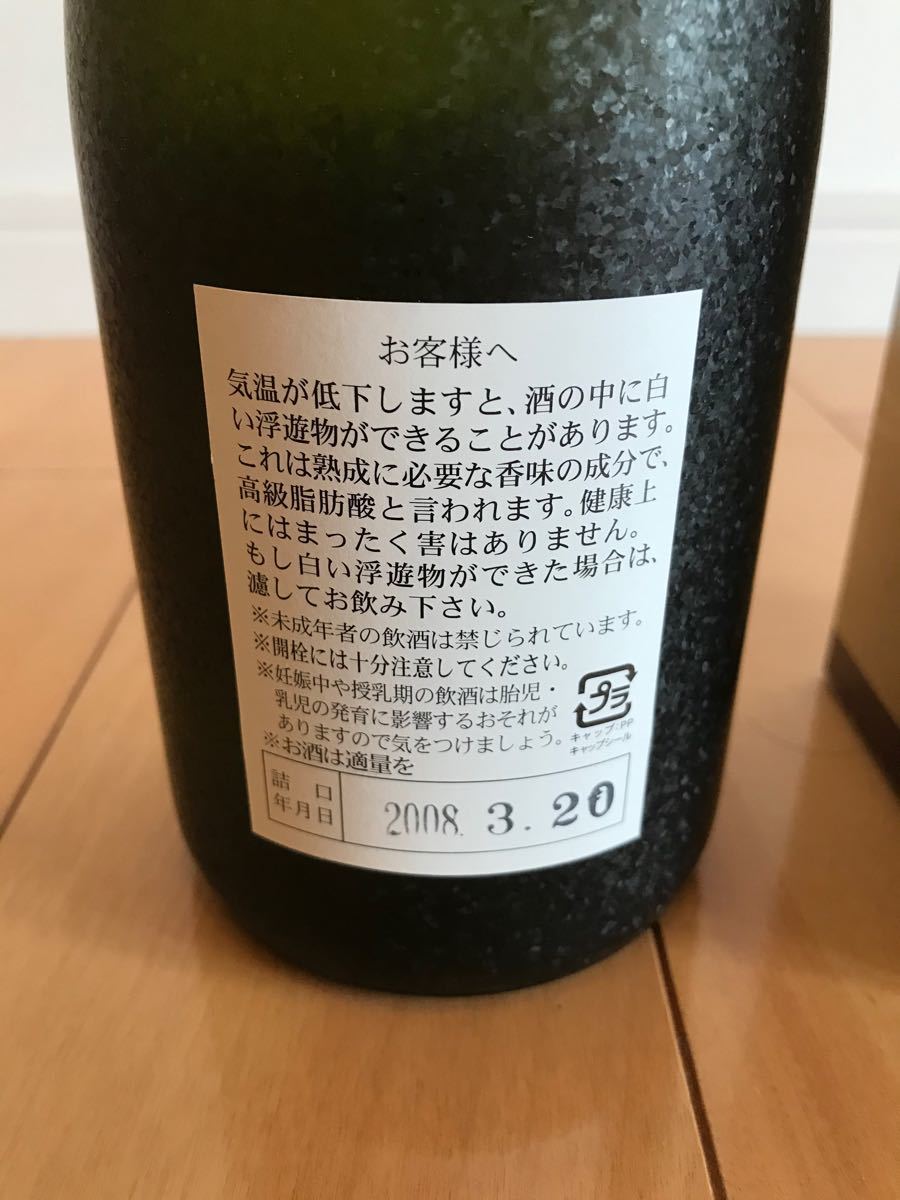 お客様へ
気温が低下しますと、酒の中に白
い浮遊物ができることがあります。
これは熟成に必要な香味の成分で、
高級脂肪酸と言われます。健康上
にはまったく害はありません。
もし白い浮遊物ができた場合は、
濾してお飲み下さい。
※未成年者の飲酒は禁じられています。
※開栓には十分注意してください。
※妊娠中や授乳期の飲酒は胎児・
乳児の発育に影響するおそれが
ありますので気をつけましょう。
※お酒は適量を
プラ
キャップ:PP
キャップシール
詰口
年月日
2008. 3. 20